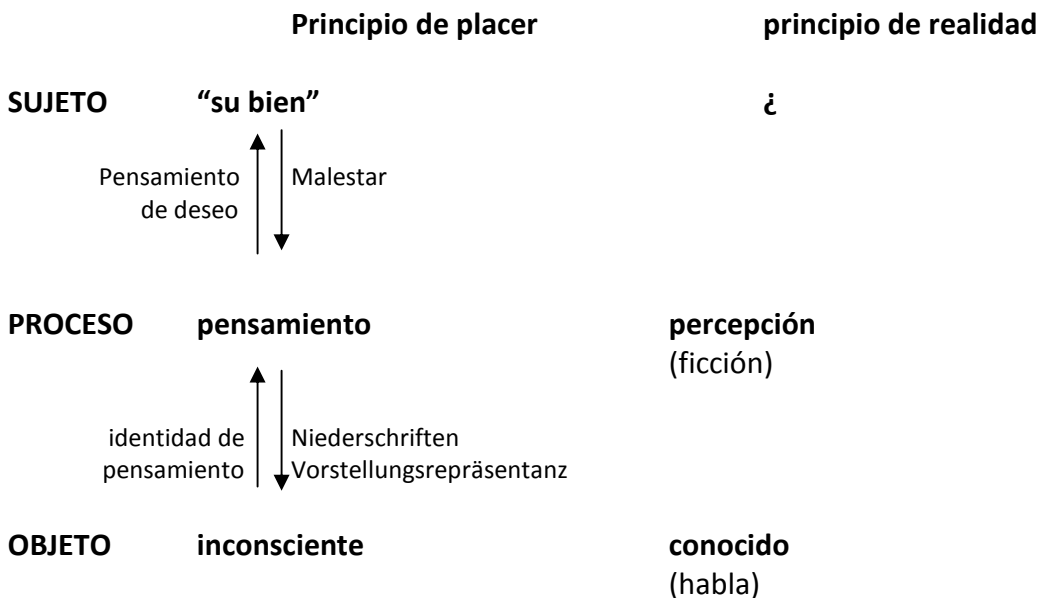 Principio de placer principio de realidad
SUJETO “su bien” ¿
Pensamiento Malestar
de deseo
PROCESO pensamiento percepción
(ficción)
identidad de Niederschriften
pensamiento Vorstellungsrepräsentanz
OBJETO inconsciente conocido
(habla)